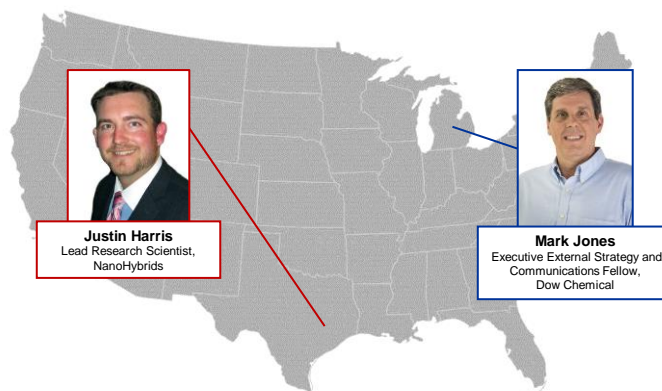 Justin Harris
Lead Research Scientist,
NanoHybrids
Mark Jones
Executive External Strategy and
Communications Fellow,
Dow Chemical